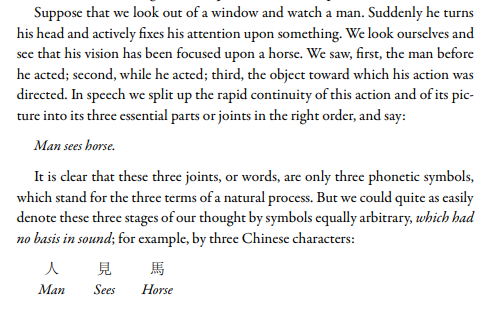 Suppose that we look out of a window and watch a man. Suddenly he turns
his head and actively fixes his attention upon something. We look ourselves and
see that his vision has been focused upon a horse. We saw, first, the man before
he acted; second, while he acted; third, the object toward which his action was
directed. In speech we split up the rapid continuity of this action and of its pic-
ture into its three essential parts or joints in the right order, and say:
Man sees horse.
It is clear that these three joints, or words, are only three phonetic symbols,
which stand for the three terms of a natural process. But we could quite as easily
denote these three stages of our thought by symbols equally arbitrary, which had
no basis in sound; for example, by three Chinese characters:
人 見 馬
Man Sees Horse